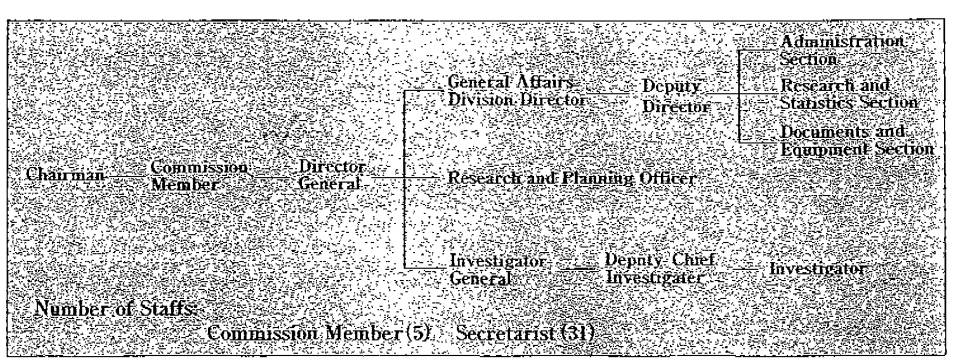 Chairman
Commission
Member
Director
General
General Affairs
Division Director
Deputy
Director
Administration
Section
Research and
Statistics Section
Documents and
Equipment Section
Research and Planning Officer
Investigator
General
Depnty Chief
Investigater
Investigator
Number of Staffs:
Commission Member (5) Secretarist (31)